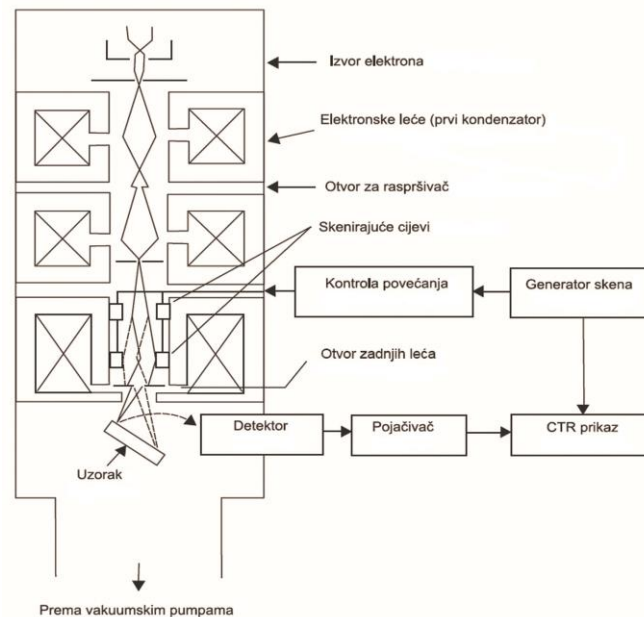 Izvor elektrona
Elektronske leće (prvi kondenzator)
Otvor za raspršivač
Skenirajuće cijevi
Kontrola povećanja
Generator skena
Otvor zadnjih leća
Detektor
Pojačivač
CTR prikaz
Uzorak
Prema vakuumskim pumpama